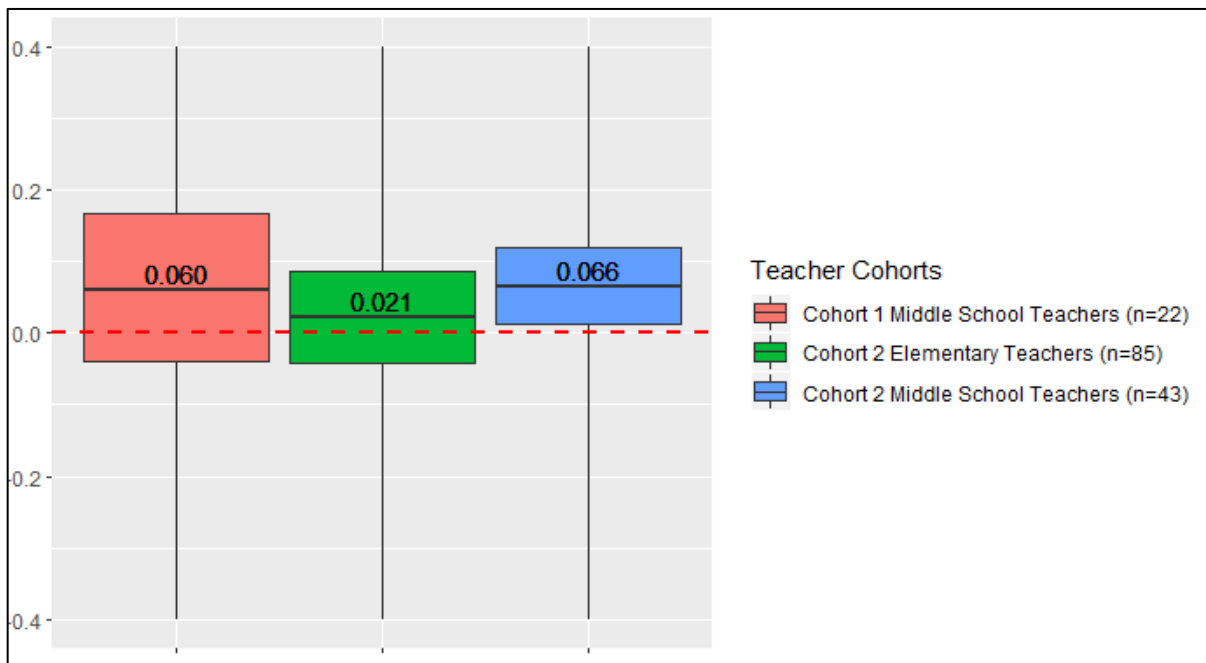 0.4
0.2
0.0
-0.2
-0.4
0.060
0.021
0.066
Teacher Cohorts
Cohort 1 Middle School Teachers (n=22)
Cohort 2 Elementary Teachers (n=85)
Cohort 2 Middle School Teachers (n=43)